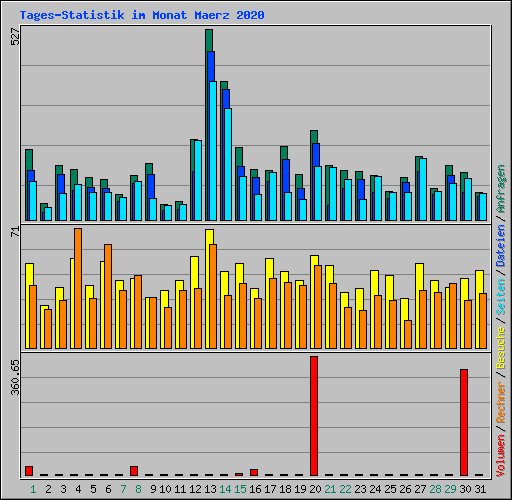 Tages-Statistik im Monat Maerz 2020
527
71
360.65
1 2 3 4 5 6 7 8 9 10 11 12 13 14 15 16 17 18 19 20 21 22 23 24 25 26 27 28 29 30 31
Volumen / Rechner / Besuche / Seiten / Dateien / Anfragen